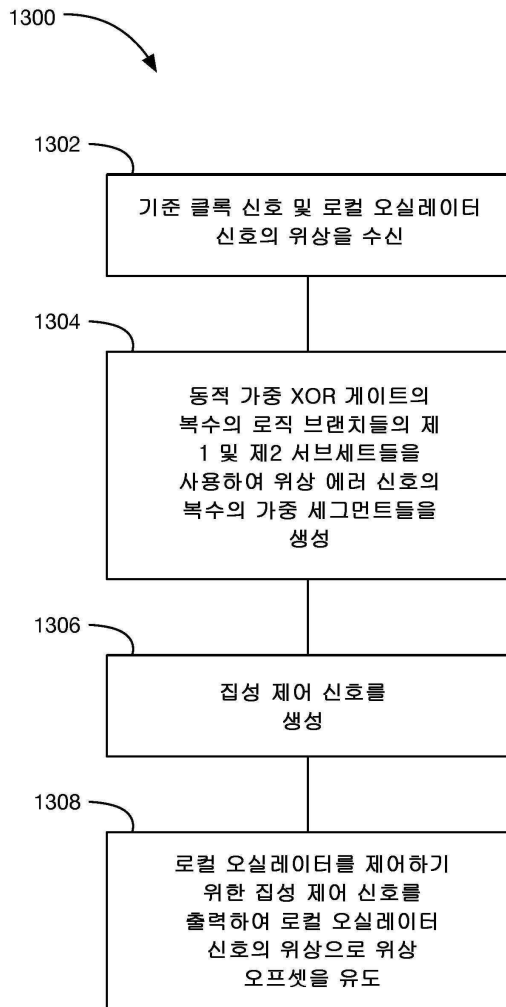 1300
1302
기준 클록 신호 및 로컬 오실레이터
신호의 위상을 수신
1304
동적 가중 XOR 게이트의
복수의 로직 브랜치들의 제
1 및 제2 서브세트들을
사용하여 위상 에러 신호의
복수의 가중 세그먼트들을
생성
1306
집성 제어 신호를
생성
1308
로컬 오실레이터를 제어하기
위한 집성 제어 신호를
출력하여 로컬 오실레이터
신호의 위상으로 위상
오프셋을 유도